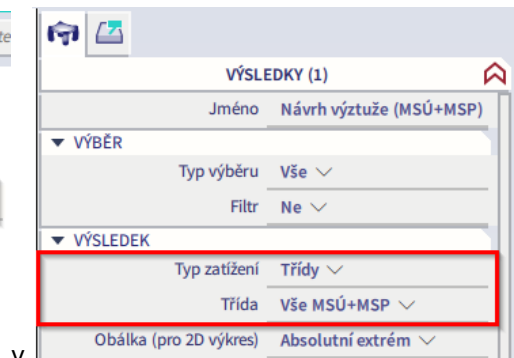 te
VÝSLEDKY (1)
Jméno Návrh výztuže (MSÚ+MSP)
VÝBĚR
Typ výběru Vše
Filtr Ne
VÝSLEDEK
Typ zatížení Třídy
Třída Vše MSÚ+MSP
Obálka (pro 2D výkres) Absolutní extrém
v